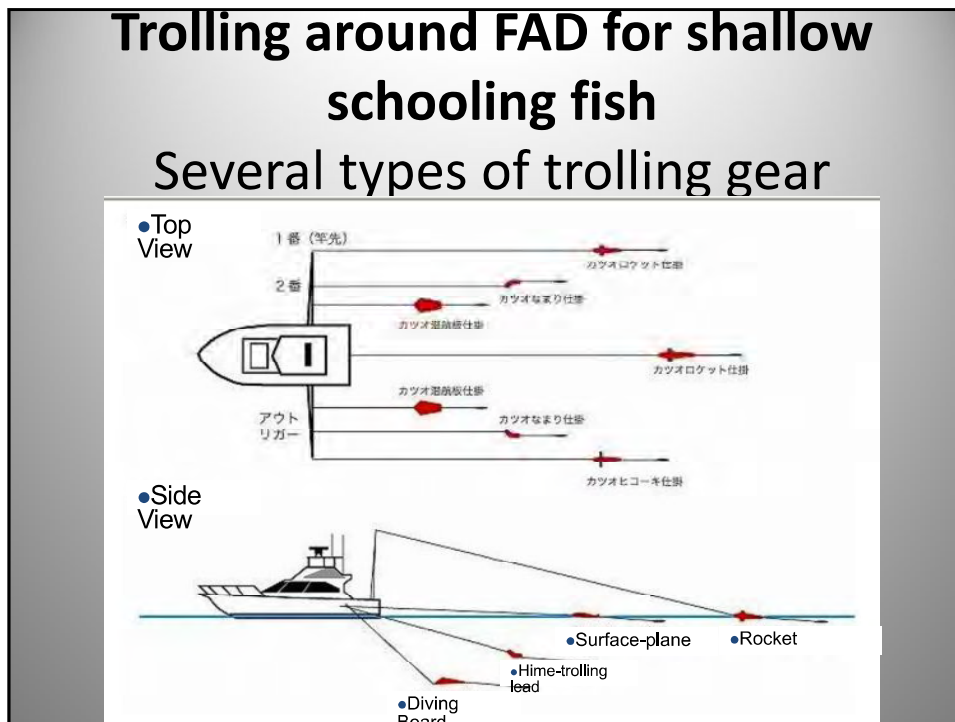 Trolling around FAD for shallow
schooling fish
Several types of trolling gear
●Top
View
1番（竿先）
カツオロケット仕掛
2番
カツオなまり仕掛
カツオ潜航板仕掛
カツオロケット仕掛
カツオ潜航板仕掛
カツオなまり仕掛
アウト
リガー
カツオヒコーキ仕掛
●Side
View
●Surface-plane
●Rocket
●Hime-trolling
lead
●Diving
Board